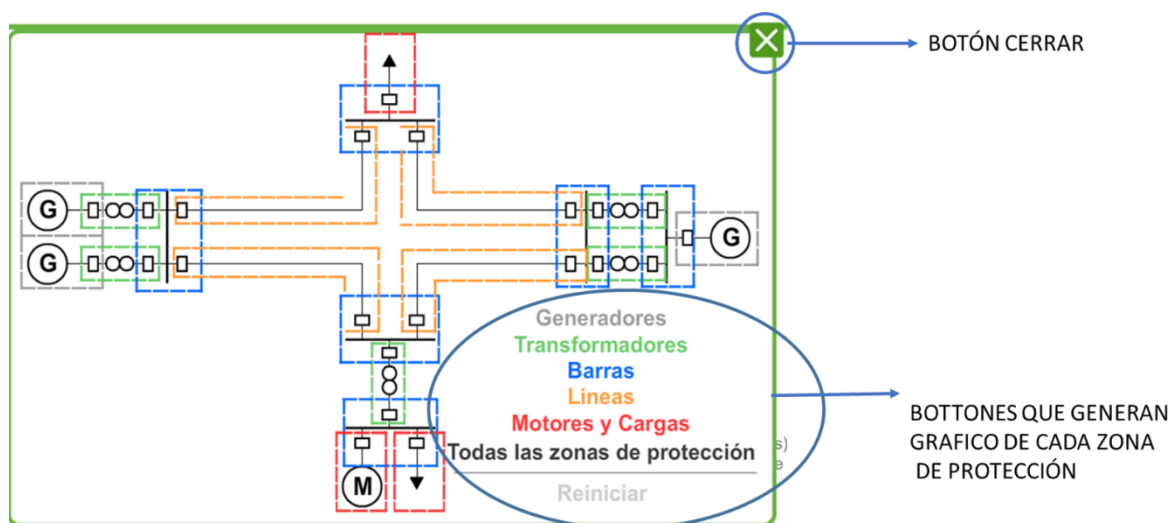 BOTÓN CERRAR
G
G
G
Generadores
Transformadores
Barras
Lineas
Motores y Cargas
Todas las zonas de protección
s)
e
Reiniciar
M
BOTTONES QUE GENERAN
GRAFICO DE CADA ZONA
DE PROTECCIÓN